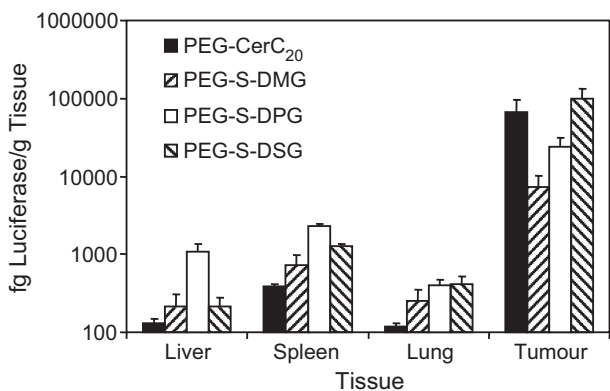 fg Luciferase/g Tissue
1000000
100000
10000
1000
100
PEG-CerC₂₀
PEG-S-DMG
PEG-S-DPG
PEG-S-DSG
Liver Spleen Lung Tumour
Tissue